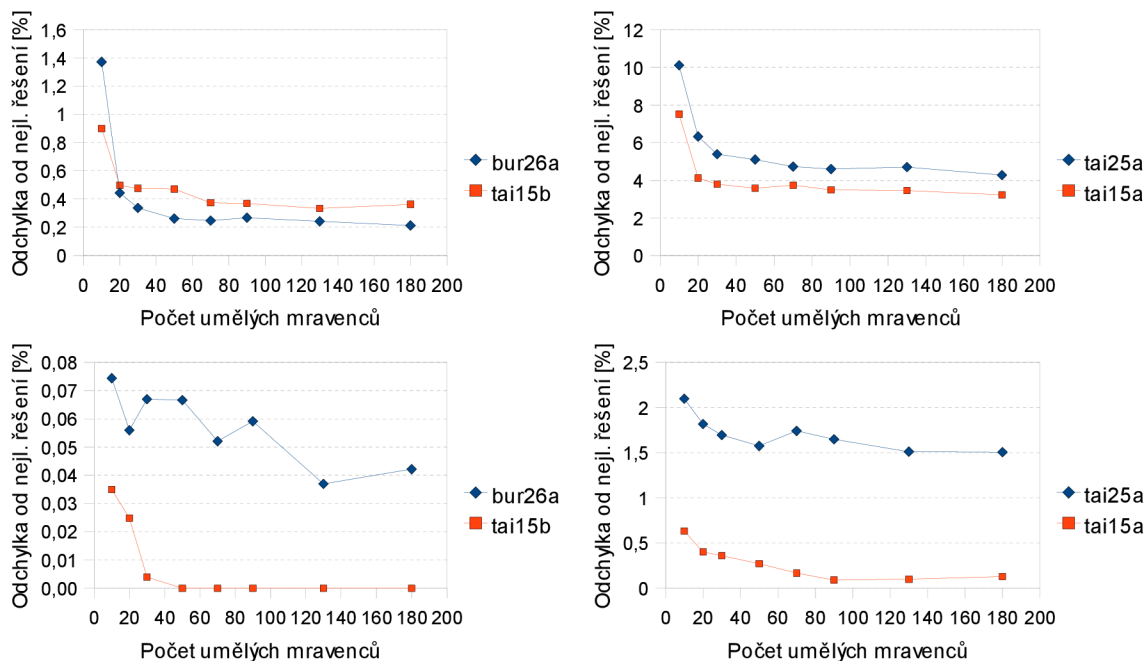 Odchylka od nejl. řešení [%]
1,6
1,4
1,2
1
0,8
0,6
0,4
0,2
0
0 20 40 60 80 100 120 140 160 180 200
Počet umělých mravenců
bur26a
tai15b
Odchylka od nejl. řešení [%]
12
10
8
6
4
2
0
0 20 40 60 80 100 120 140 160 180 200
Počet umělých mravenců
tai25a
tai15a
Odchylka od nejl. řešení [%]
0,08
0,07
0,06
0,05
0,04
0,03
0,02
0,01
0,00
0 20 40 60 80 100 120 140 160 180 200
Počet umělých mravenců
bur26a
tai15b
Odchylka od nejl. řešení [%]
2,5
2
1,5
1
0,5
0
0 20 40 60 80 100 120 140 160 180 200
Počet umělých mravenců
tai25a
tai15a